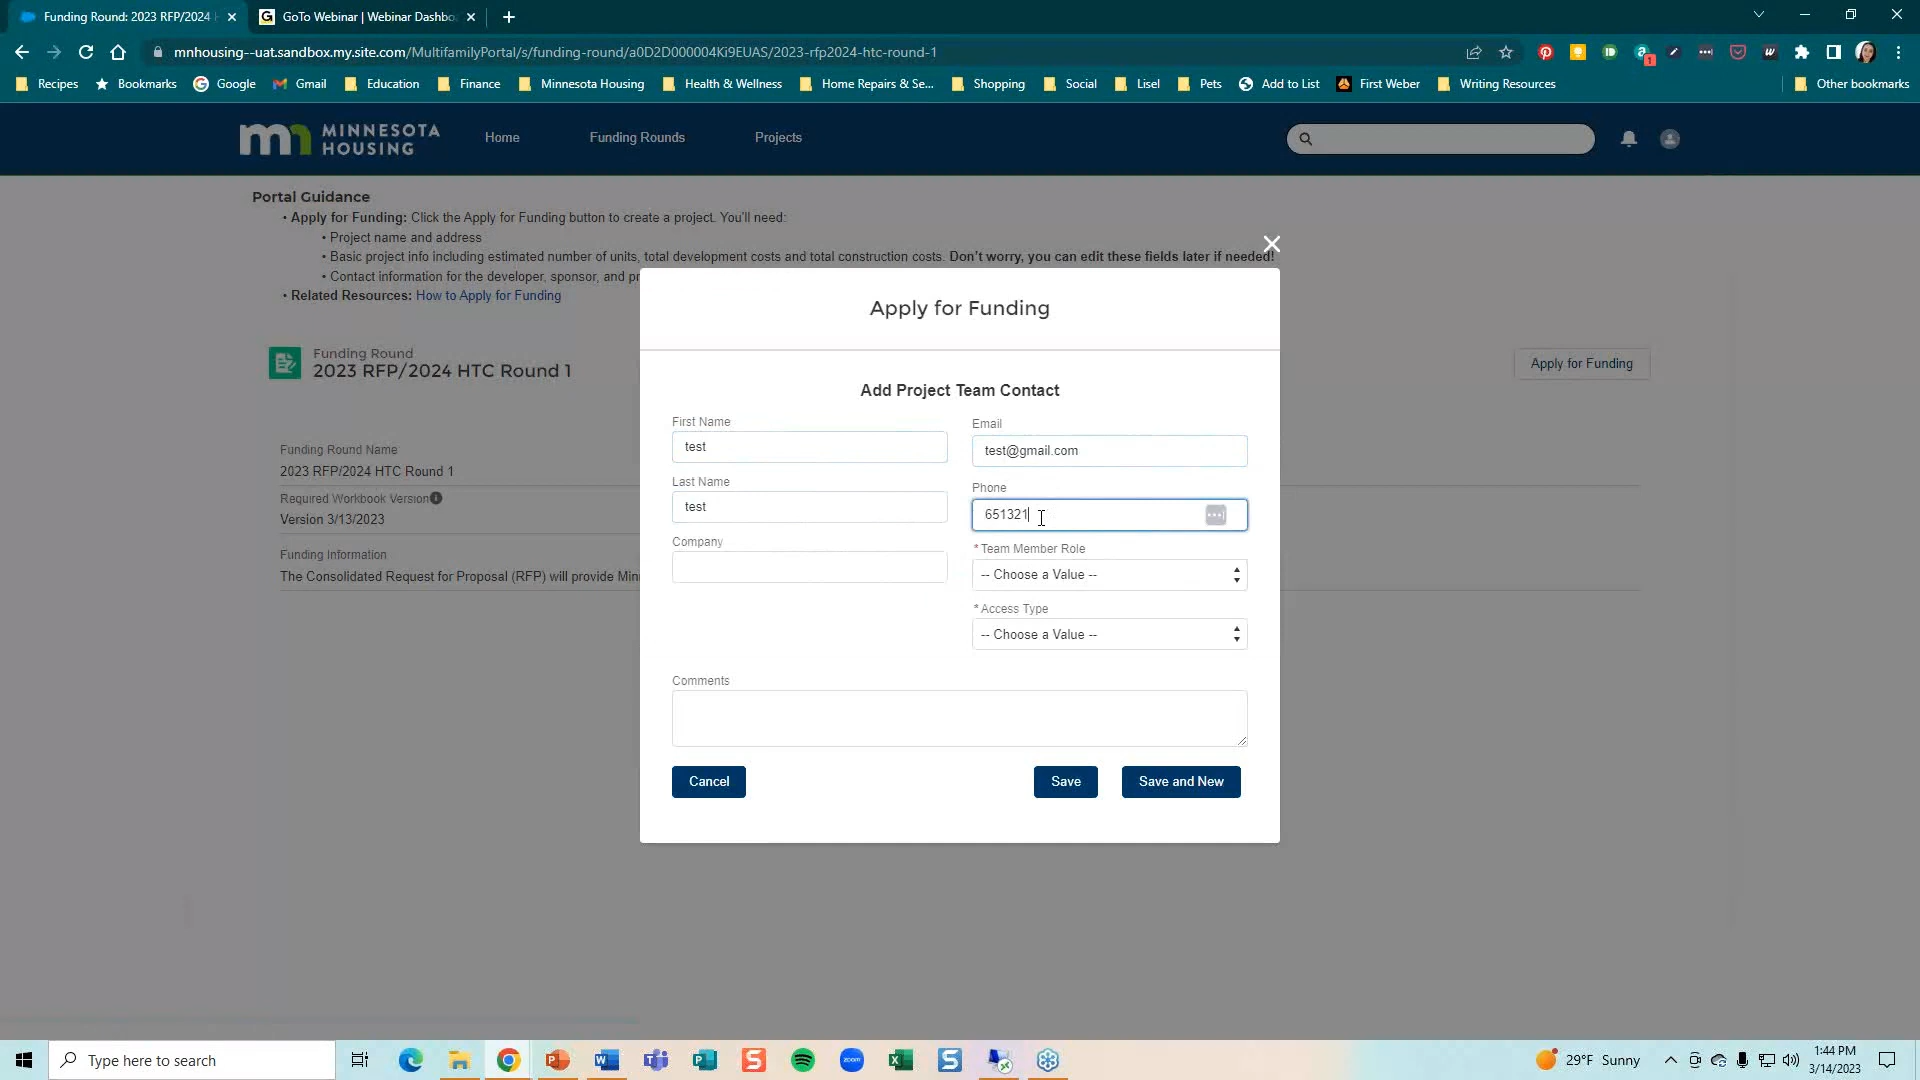 Funding Round: 2023 RFP/2024
GoTo Webinar | Webinar Dashbo
mnhousing--uat.sandbox.my.site.com/MultifamilyPortal/s/funding-round/a0D2D000004Ki9EUAS/2023-rfp2024-htc-round-1
Recipes Bookmarks Google Gmail Education Finance Minnesota Housing Health & Wellness Home Repairs & Se... Shopping Social Lisel Pets Add to List First Weber Writing Resources Other bookmarks
MINNESOTA HOUSING
Home Funding Rounds Projects
Portal Guidance
• Apply for Funding: Click the Apply for Funding button to create a project. You'll need:
• Project name and address
• Basic project info including estimated number of units, total development costs and total construction costs. Don't worry, you can edit these fields later if needed!
• Contact information for the developer, sponsor, and pr
• Related Resources: How to Apply for Funding
Funding Round
2023 RFP/2024 HTC Round 1
Apply for Funding
Funding Round Name
2023 RFP/2024 HTC Round 1
Required Workbook Version
Version 3/13/2023
Funding Information
The Consolidated Request for Proposal (RFP) will provide Min
Apply for Funding
Add Project Team Contact
First Name
test
Last Name
test
Company
Email
test@gmail.com
Phone
651321
* Team Member Role
-- Choose a Value --
* Access Type
-- Choose a Value --
Comments
Cancel Save Save and New
Type here to search
29°F Sunny
1:44 PM
3/14/2023